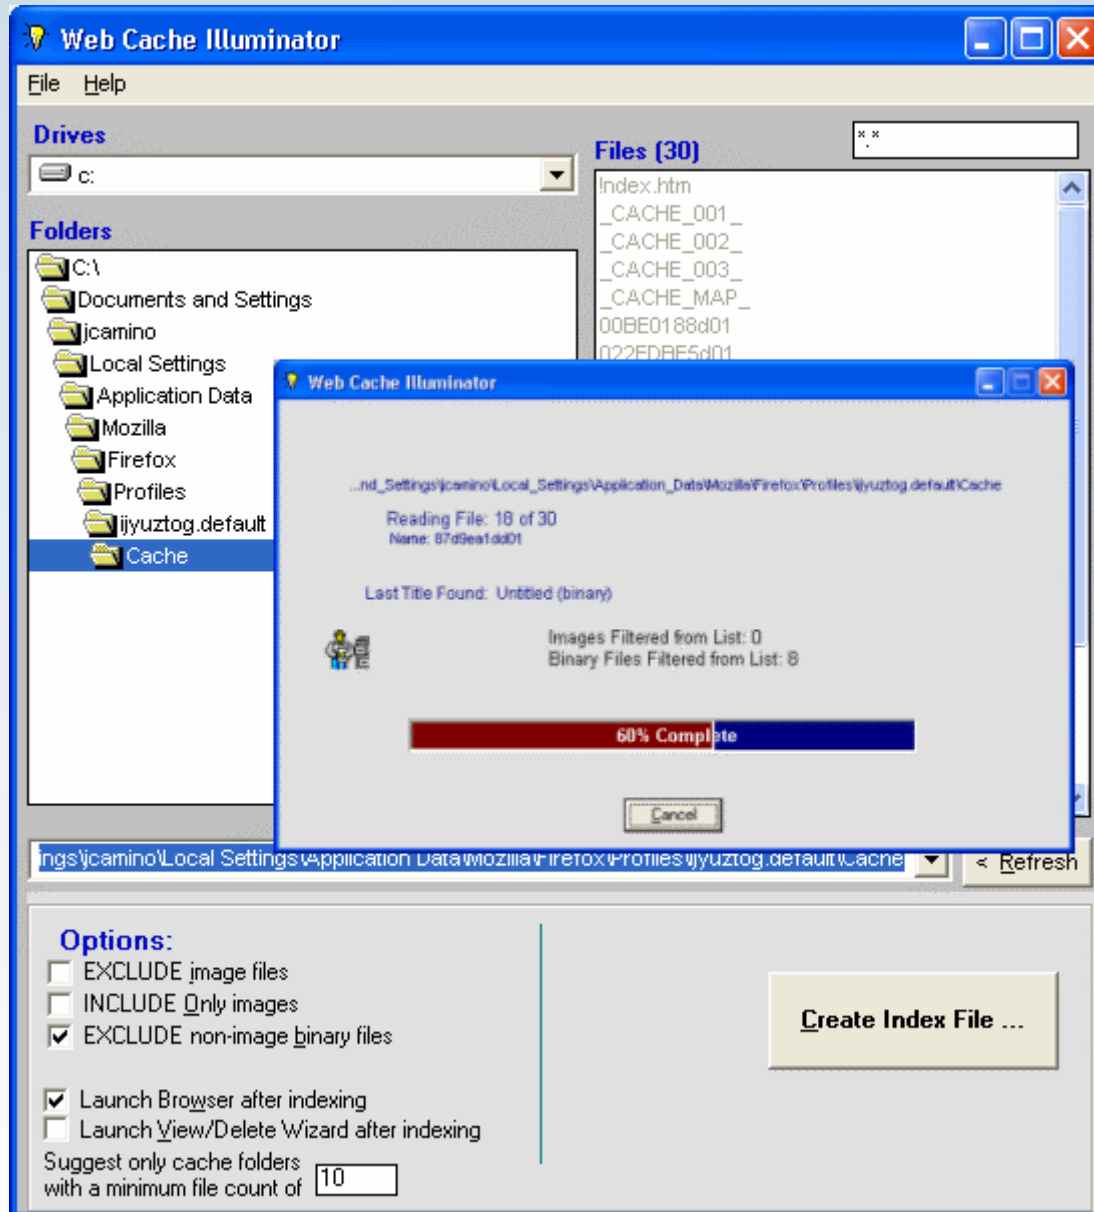 Web Cache Illuminator
File Help
Drives
c:
Files (30)
*.*
Folders
C:\
Documents and Settings
jcamino
Local Settings
Application Data
Mozilla
Firefox
Profiles
ijyuztog.default
Cache
!ndex.htm
_CACHE_001_
_CACHE_002_
_CACHE_003_
_CACHE_MAP_
00BE0188d01
022EDBE5d01
Web Cache Illuminator
...nd_Settings\jcamino\Local_Settings\Application_Data\Mozilla\Firefox\Profiles\ijyuztog.default\Cache
Reading File: 18 of 30
Name: 87d9ea1dd01
Last Title Found: Untitled (binary)
Images Filtered from List: 0
Binary Files Filtered from List: 8
60% Complete
Cancel
ings\jcamino\Local Settings\Application Data\Mozilla\Firefox\Profiles\ijyuztog.default\Cache
< Refresh
Options:
EXCLUDE image files
INCLUDE Only images
EXCLUDE non-image binary files
Launch Browser after indexing
Launch View/Delete Wizard after indexing
Suggest only cache folders
with a minimum file count of 10
Create Index File ...